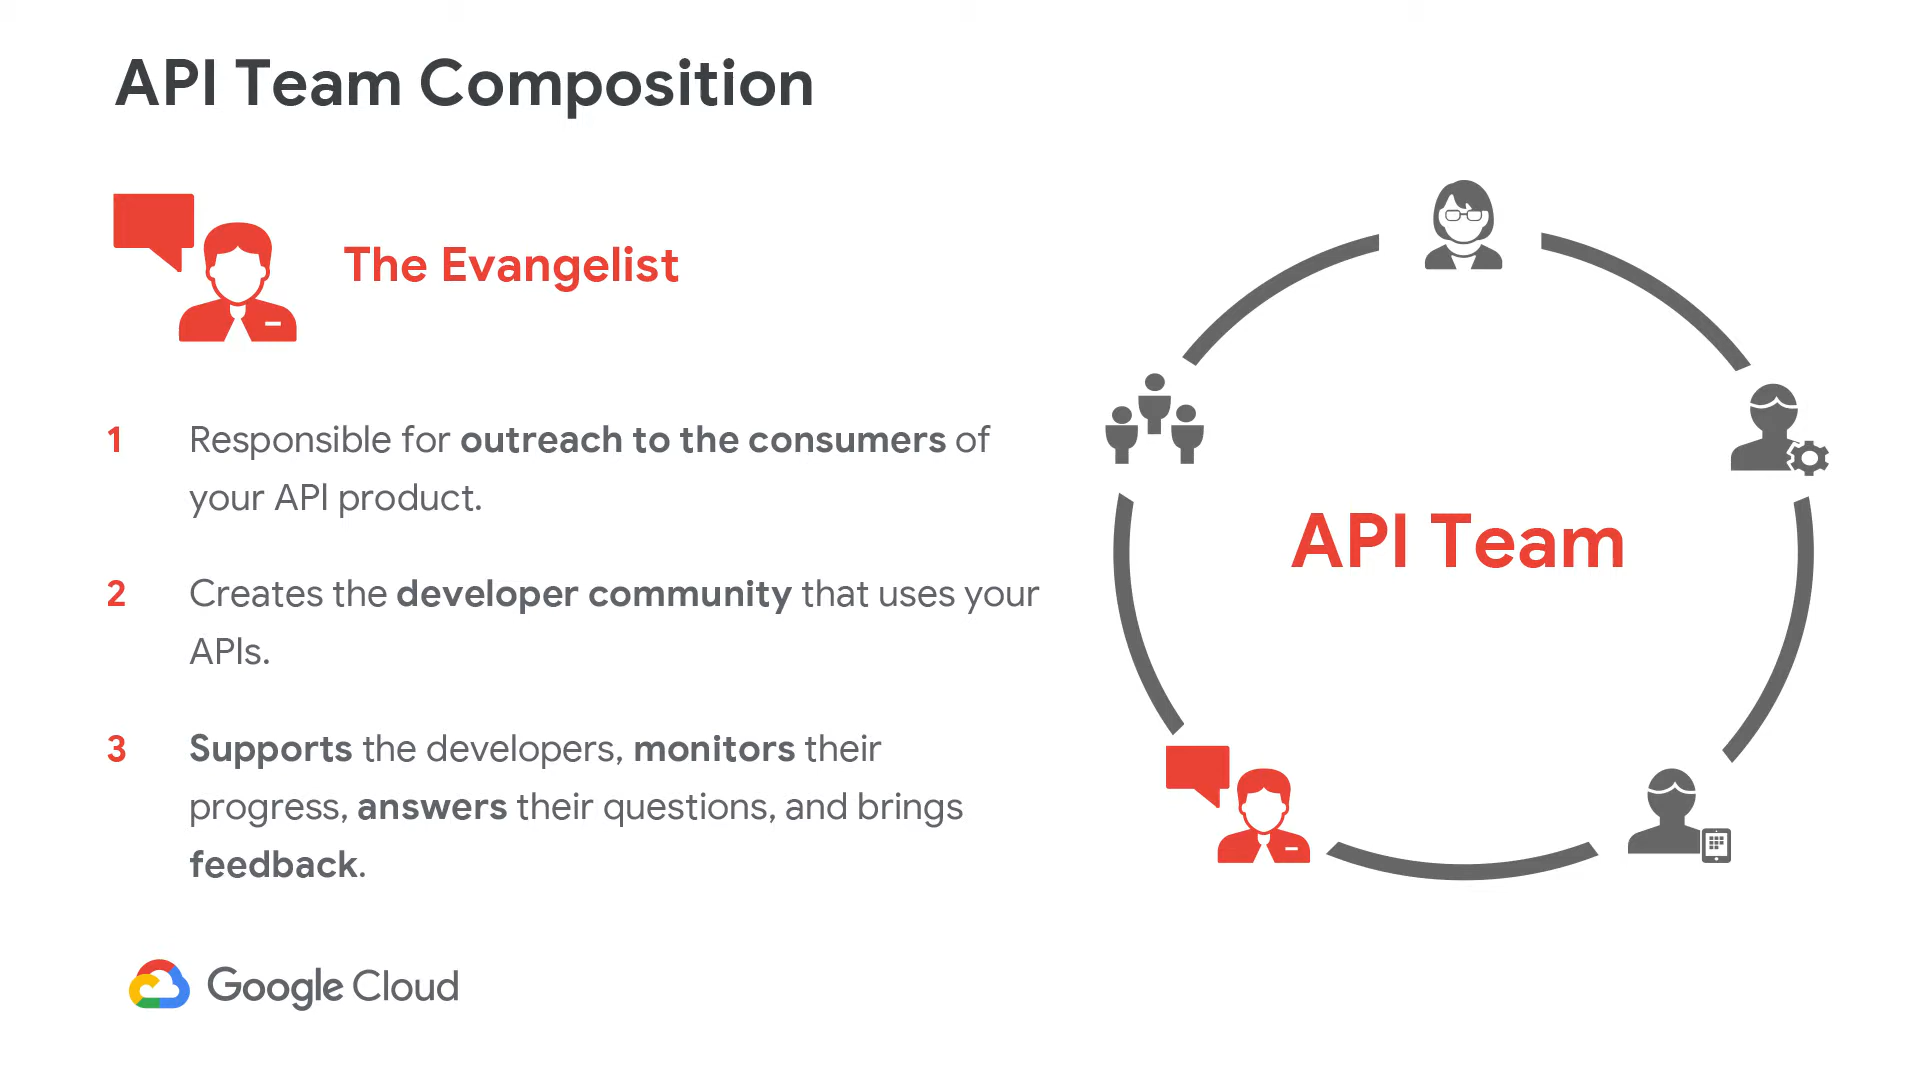 API Team Composition
The Evangelist
1 Responsible for outreach to the consumers of
your API product.
2 Creates the developer community that uses your
APIs.
3 Supports the developers, monitors their
progress, answers their questions, and brings
feedback.
API Team
Google Cloud